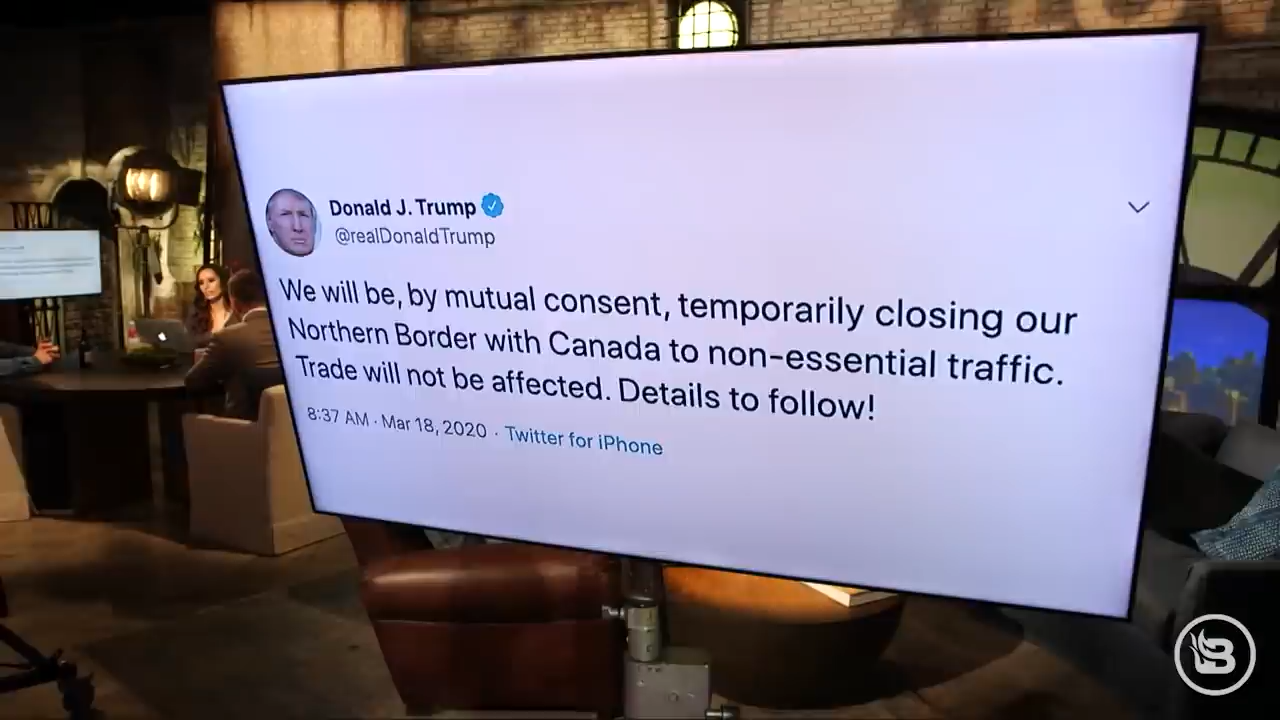 Donald J. Trump
@realDonaldTrump
We will be, by mutual consent, temporarily closing our
Northern Border with Canada to non-essential traffic.
Trade will not be affected. Details to follow!
8:37 AM · Mar 18, 2020 · Twitter for iPhone
B